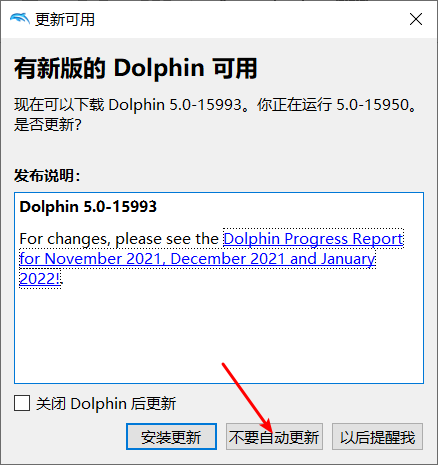 更新可用
有新版的 Dolphin 可用
现在可以下载 Dolphin 5.0-15993。你正在运行 5.0-15950。
是否更新？
发布说明：
Dolphin 5.0-15993
For changes, please see the Dolphin Progress Report
for November 2021, December 2021 and January
2022!.
关闭 Dolphin 后更新
安装更新 不要自动更新 以后提醒我